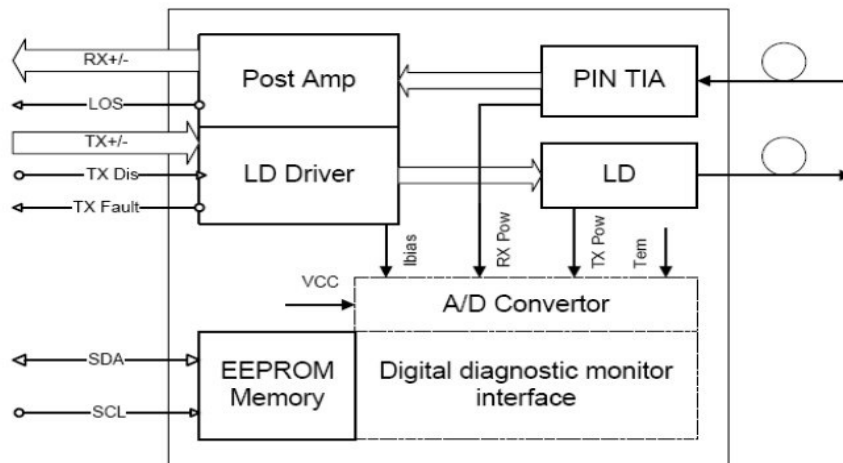 RX+/-
Post Amp
PIN TIA
LOS
TX+/-
TX Dis
LD Driver
LD
TX Fault
Ibias
RX Pow
TX Pow
Tem
VCC
A/D Convertor
SDA
EEPROM
Memory
Digital diagnostic monitor
interface
SCL